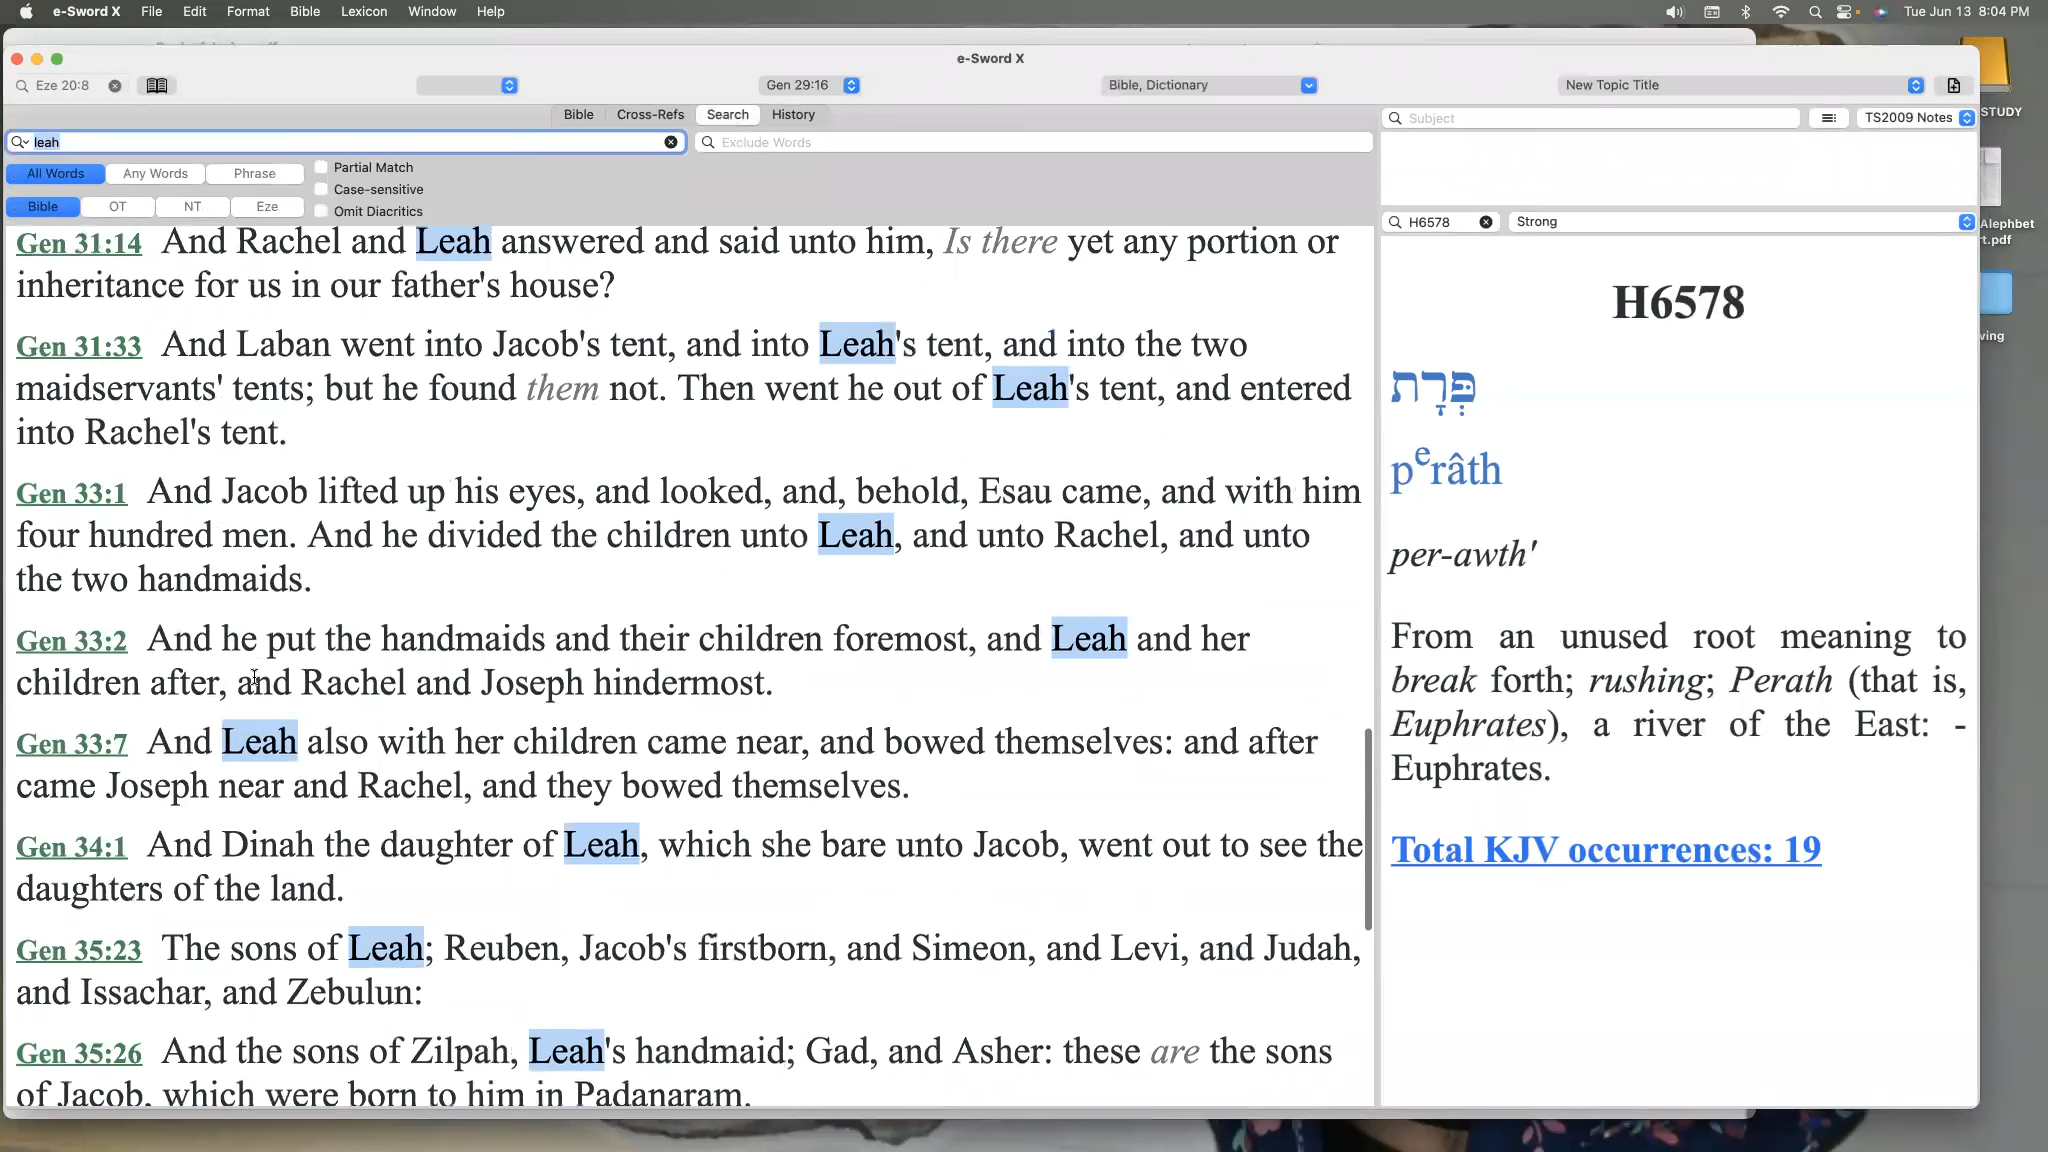 e-Sword X File Edit Format Bible Lexicon Window Help Tue Jun 13 8:04 PM
e-Sword X
Eze 20:8 Gen 29:16 Bible, Dictionary New Topic Title
STUDY
Bible Cross-Refs Search History
Subject TS2009 Notes
leah Exclude Words
All Words Any Words Phrase Partial Match
Case-sensitive
Bible OT NT Eze Omit Diacritics
Gen 31:14 And Rachel and Leah answered and said unto him, Is there yet any portion or
inheritance for us in our father's house?
Gen 31:33 And Laban went into Jacob's tent, and into Leah's tent, and into the two
maidservants' tents; but he found them not. Then went he out of Leah's tent, and entered
into Rachel's tent.
Gen 33:1 And Jacob lifted up his eyes, and looked, and, behold, Esau came, and with him
four hundred men. And he divided the children unto Leah, and unto Rachel, and unto
the two handmaids.
Gen 33:2 And he put the handmaids and their children foremost, and Leah and her
children after, and Rachel and Joseph hindermost.
Gen 33:7 And Leah also with her children came near, and bowed themselves: and after
came Joseph near and Rachel, and they bowed themselves.
Gen 34:1 And Dinah the daughter of Leah, which she bare unto Jacob, went out to see the
daughters of the land.
Gen 35:23 The sons of Leah; Reuben, Jacob's firstborn, and Simeon, and Levi, and Judah,
and Issachar, and Zebulun:
Gen 35:26 And the sons of Zilpah, Leah's handmaid; Gad, and Asher: these are the sons
of Jacob, which were born to him in Padanaram.
H6578 Strong
H6578
פְּרָת
pᵉrâth
per-awth'
From an unused root meaning to
break forth; rushing; Perath (that is,
Euphrates), a river of the East: -
Euphrates.
Total KJV occurrences: 19
Alephbet
t.pdf
ving